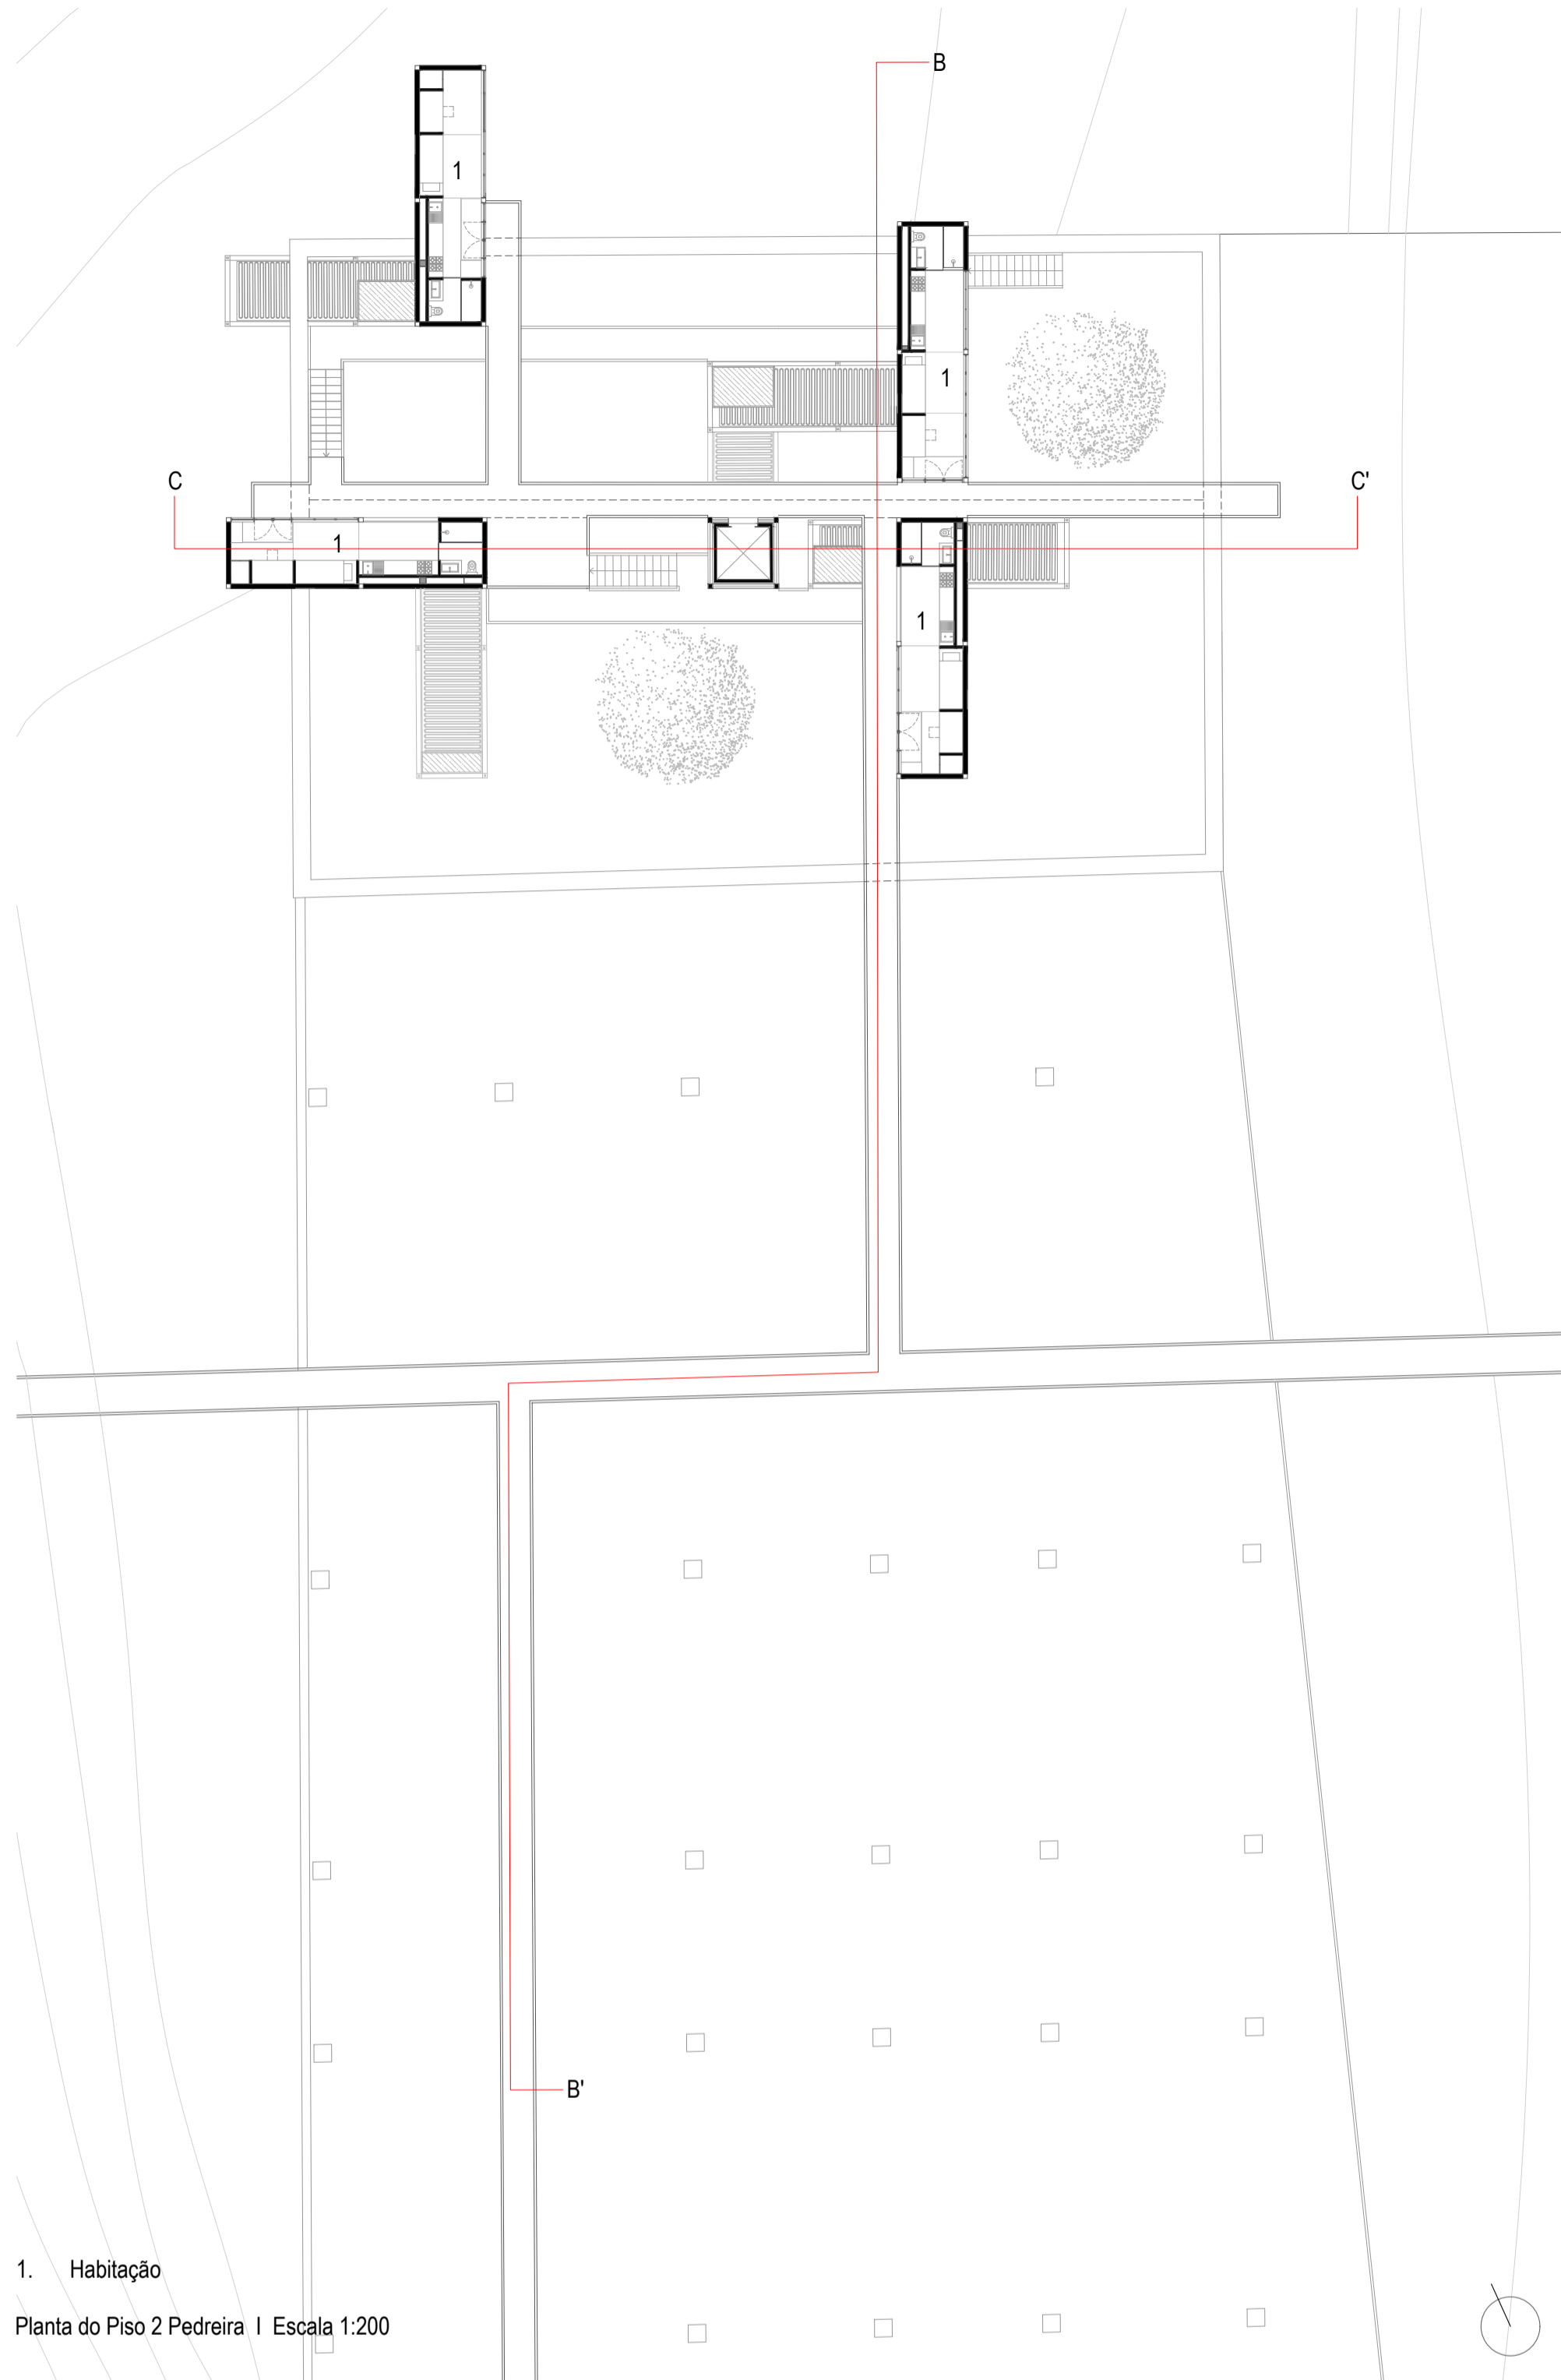 B
1
1
C
C'
1
1
B'
1. Habitação
Planta do Piso 2 Pedreira I Escala 1:200